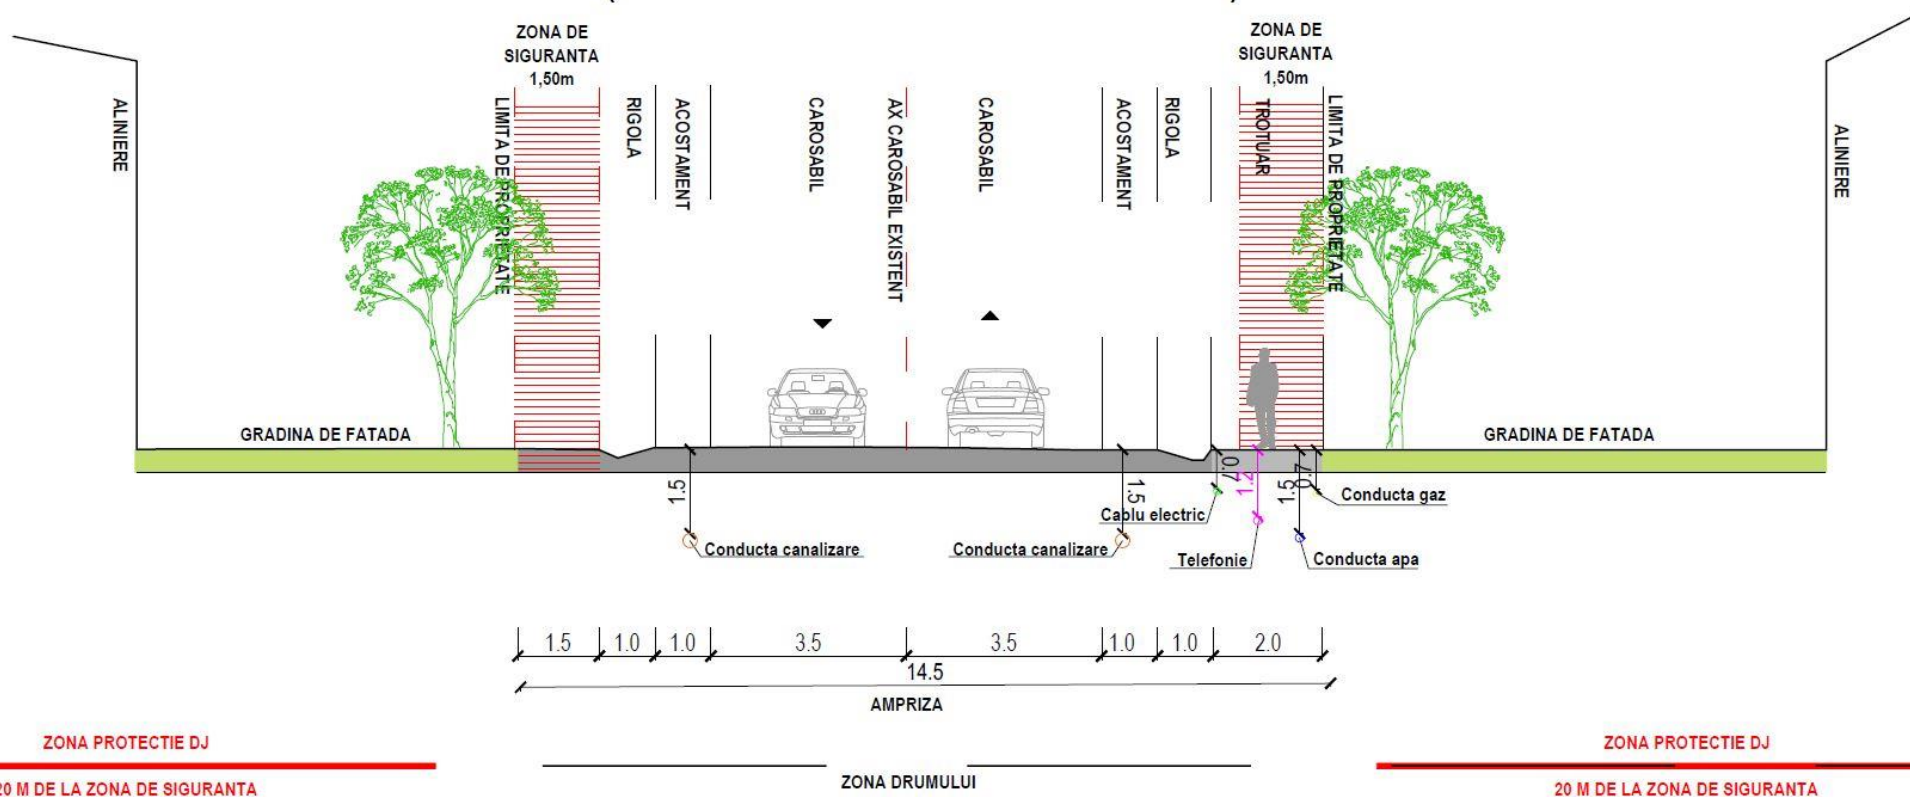 ZONA DE
SIGURANTA
1,50m
ZONA DE
SIGURANTA
1,50m
ALINIERE
LIMITA DE PROPRIETATE
RIGOLA
ACOSTAMENT
CAROSABIL
AX CAROSABIL EXISTENT
CAROSABIL
ACOSTAMENT
RIGOLA
TROTUAR
LIMITA DE PROPRIETATE
ALINIERE
GRADINA DE FATADA
GRADINA DE FATADA
1.5
1.5
0.7
1.2
1.5
0.7
Conducta gaz
Cablu electric
Conducta canalizare
Conducta canalizare
Telefonie
Conducta apa
1.5 1.0 1.0 3.5 3.5 1.0 1.0 2.0
14.5
AMPRIZA
ZONA PROTECTIE DJ
ZONA PROTECTIE DJ
ZONA DRUMULUI
20 M DE LA ZONA DE SIGURANTA
20 M DE LA ZONA DE SIGURANTA